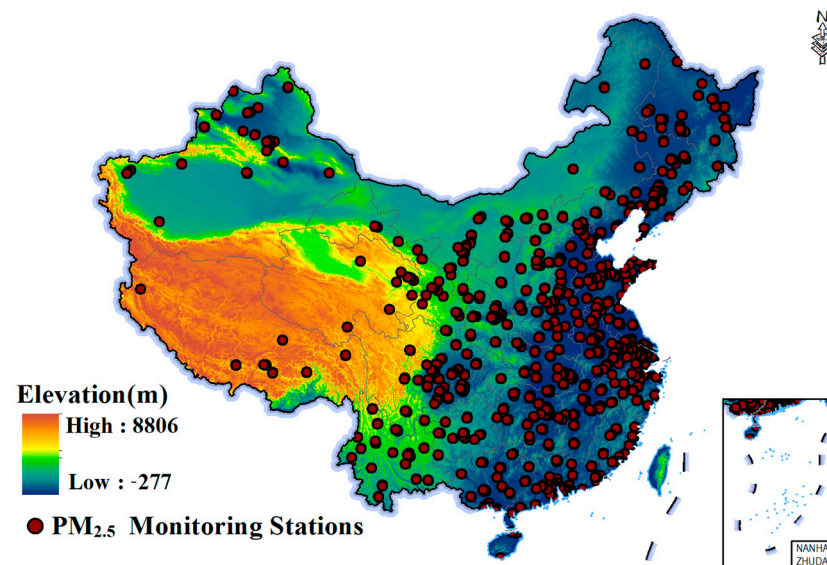 N
Elevation(m)
High : 8806
Low : -277
PM₂.₅ Monitoring Stations
NANHA
ZHUDA